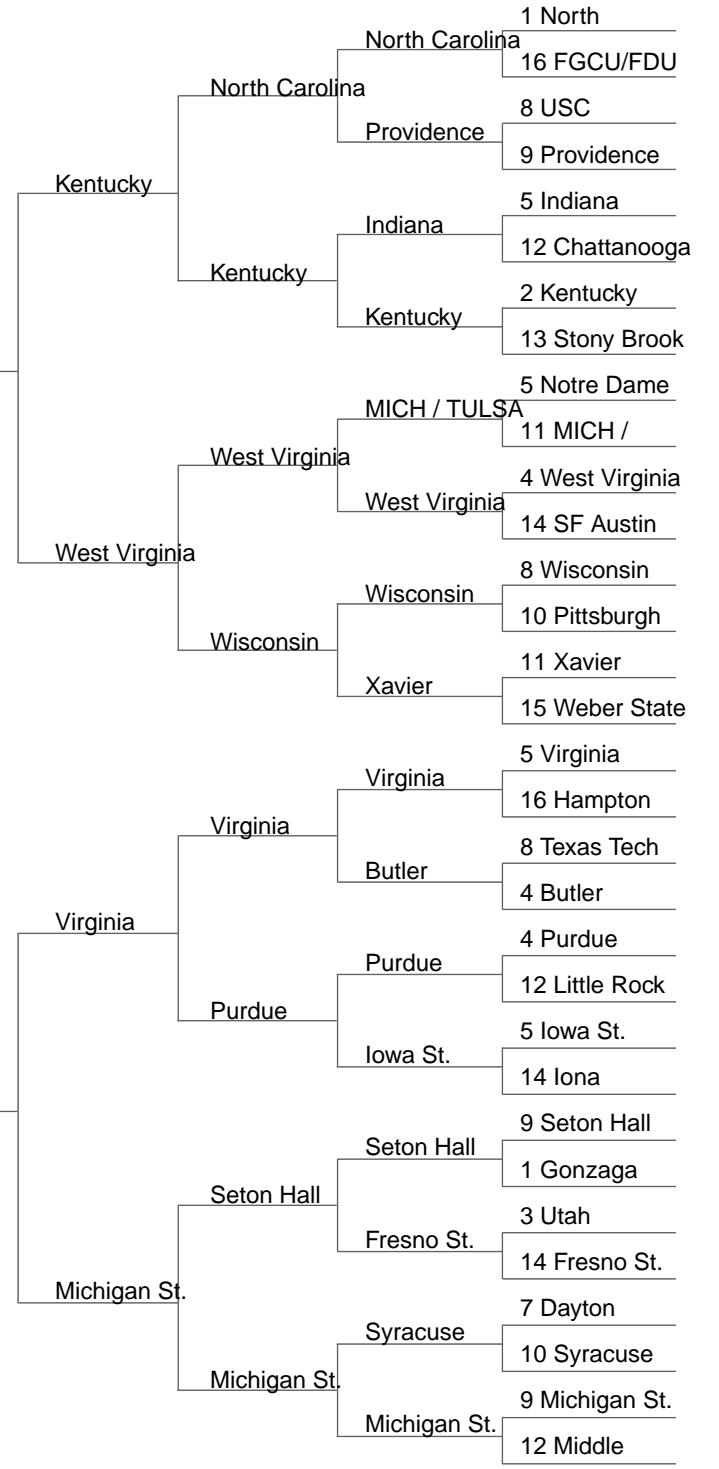 1 North
North Carolina
16 FGCU/FDU
North Carolina
8 USC
Providence
9 Providence
Kentucky
5 Indiana
Indiana
12 Chattanooga
Kentucky
2 Kentucky
Kentucky
13 Stony Brook
5 Notre Dame
MICH / TULSA
11 MICH /
West Virginia
4 West Virginia
West Virginia
14 SF Austin
West Virginia
8 Wisconsin
Wisconsin
10 Pittsburgh
Wisconsin
11 Xavier
Xavier
15 Weber State
5 Virginia
Virginia
16 Hampton
Virginia
8 Texas Tech
Butler
4 Butler
Virginia
4 Purdue
Purdue
12 Little Rock
Purdue
5 Iowa St.
Iowa St.
14 Iona
9 Seton Hall
Seton Hall
1 Gonzaga
Seton Hall
3 Utah
Fresno St.
14 Fresno St.
Michigan St.
7 Dayton
Syracuse
10 Syracuse
Michigan St.
9 Michigan St.
Michigan St.
12 Middle